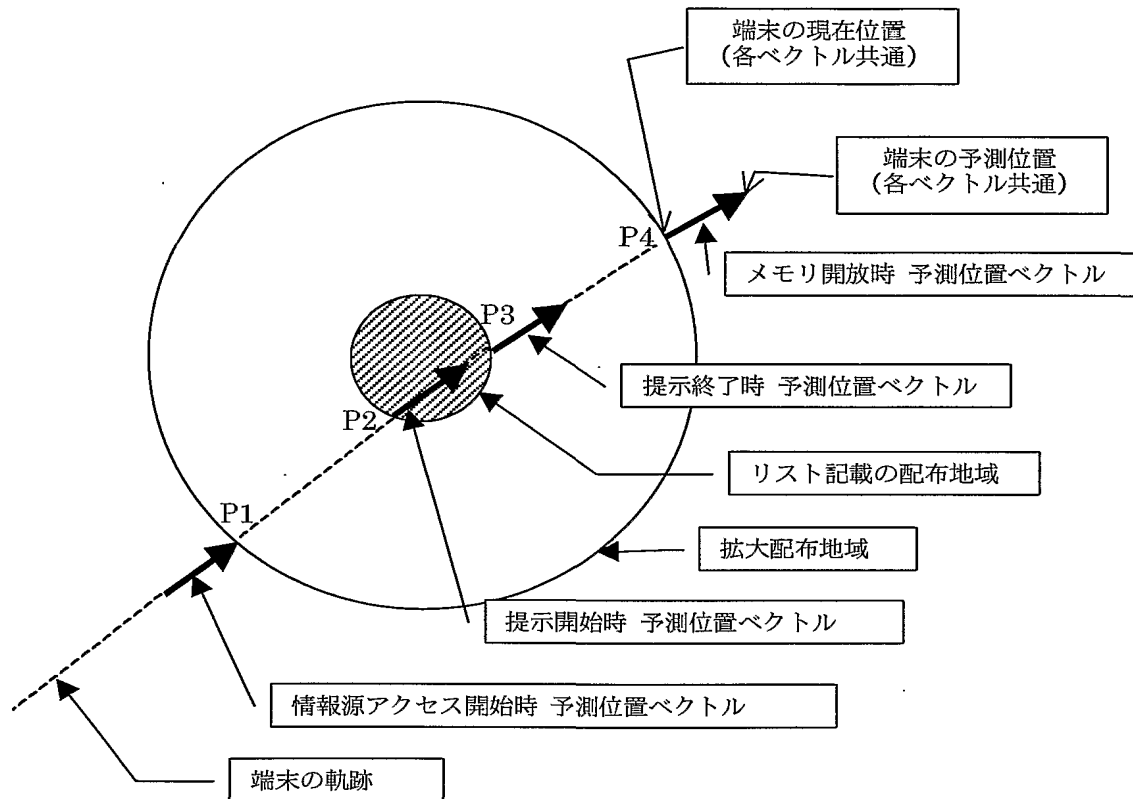 端末の現在位置
(各ベクトル共通)
端末の予測位置
(各ベクトル共通)
P4
メモリ開放時 予測位置ベクトル
P3
提示終了時 予測位置ベクトル
P2
リスト記載の配布地域
P1
拡大配布地域
提示開始時 予測位置ベクトル
情報源アクセス開始時 予測位置ベクトル
端末の軌跡